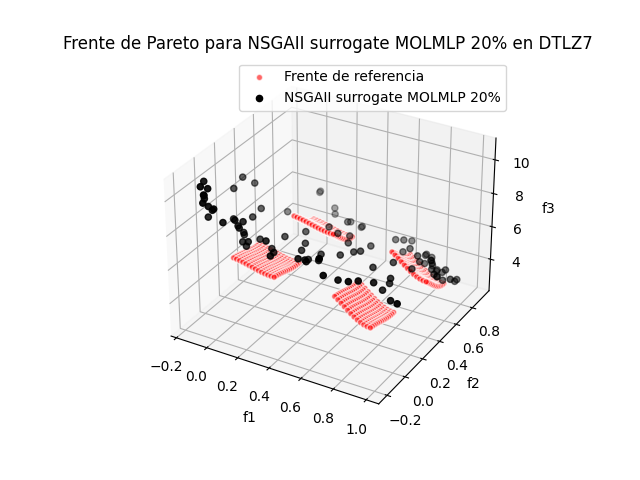 Frente de Pareto para NSGAII surrogate MOLMLP 20% en DTLZ7
Frente de referencia
NSGAII surrogate MOLMLP 20%
10
8
6
4
f3
0.8
0.6
0.4
0.2
0.0
−0.2
f2
−0.2
0.0
0.2
0.4
0.6
0.8
1.0
f1